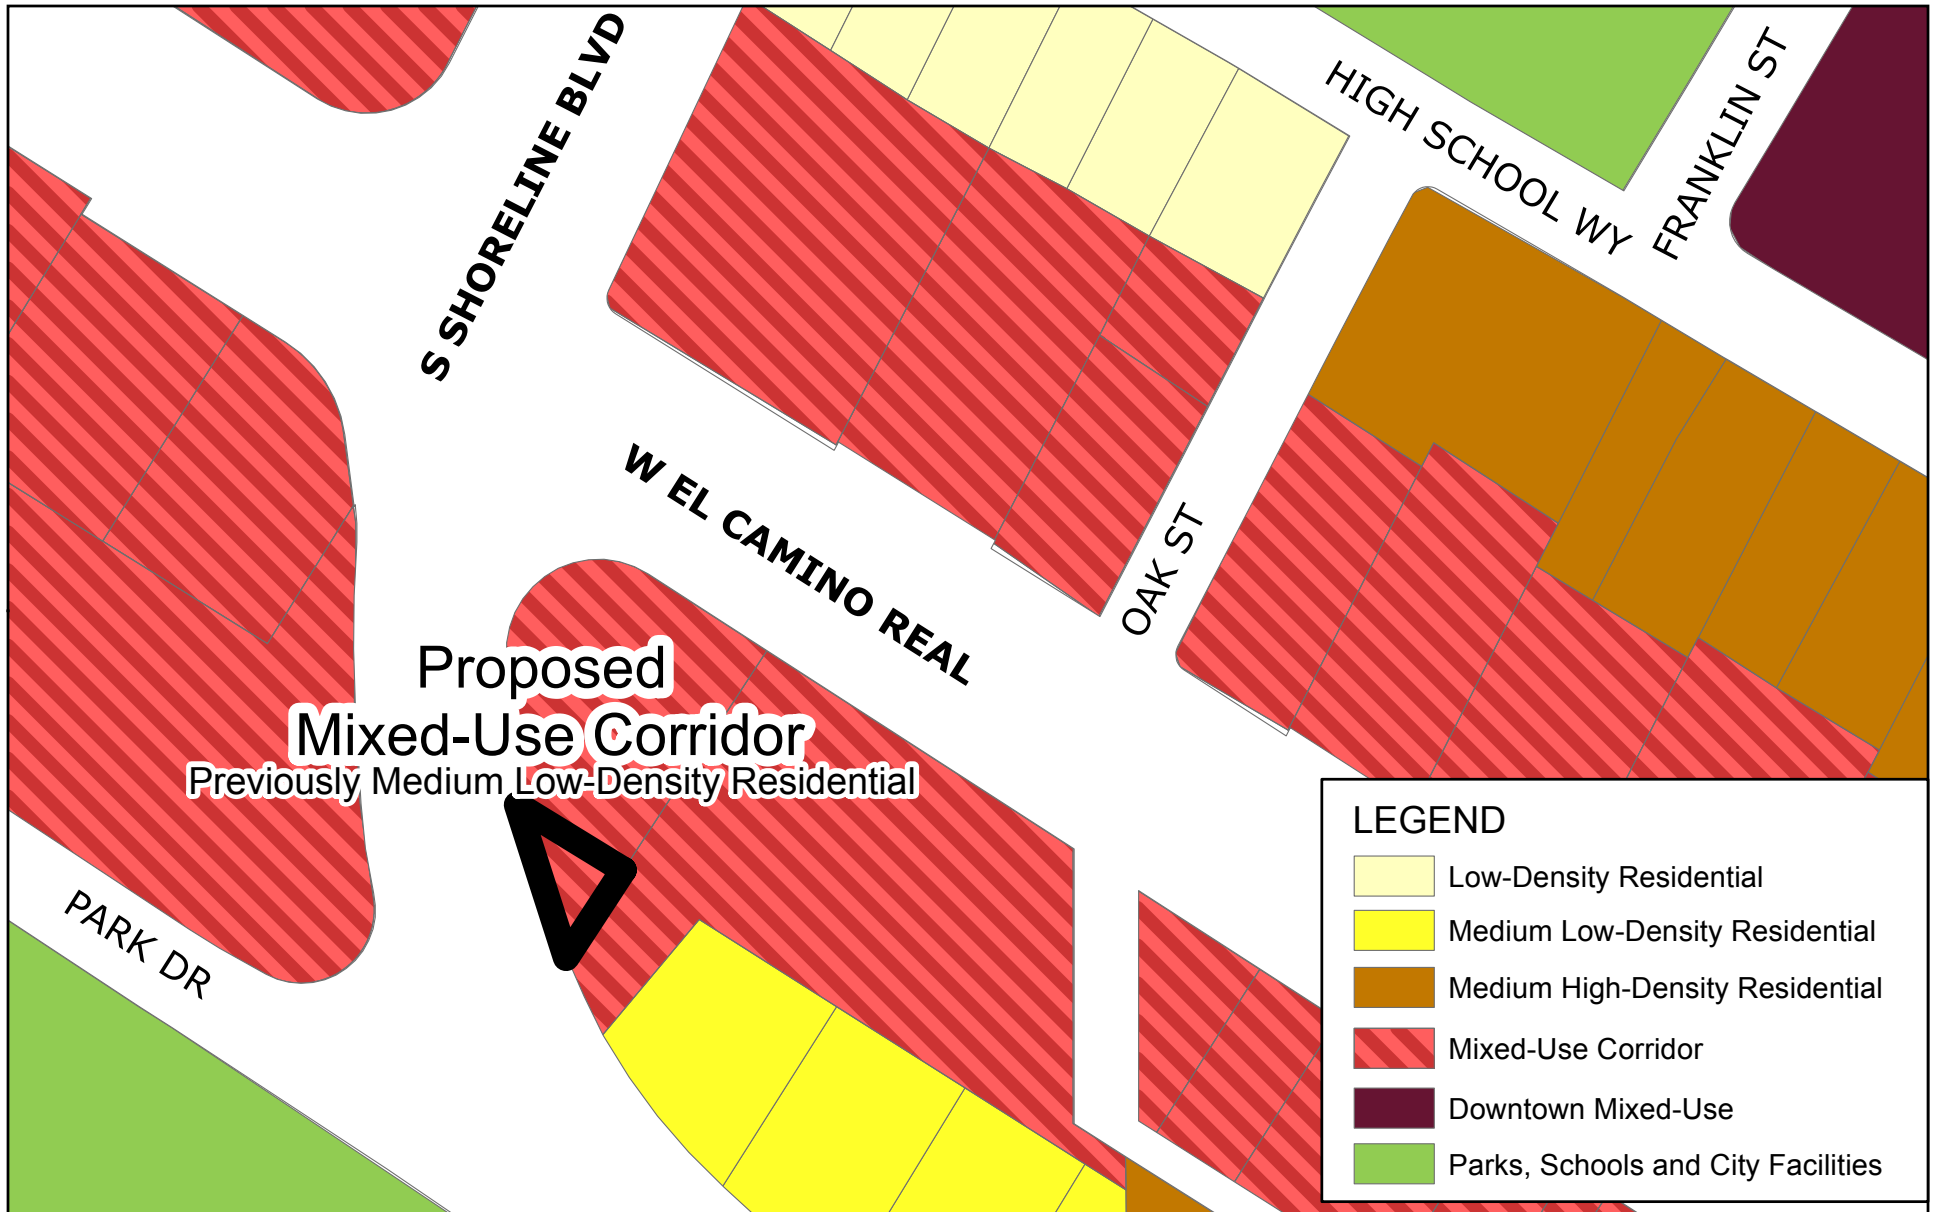 S SHORELINE BLVD
HIGH SCHOOL WY
FRANKLIN ST
W EL CAMINO REAL
OAK ST
Proposed
Mixed-Use Corridor
Previously Medium Low-Density Residential
PARK DR
LEGEND
Low-Density Residential
Medium Low-Density Residential
Medium High-Density Residential
Mixed-Use Corridor
Downtown Mixed-Use
Parks, Schools and City Facilities